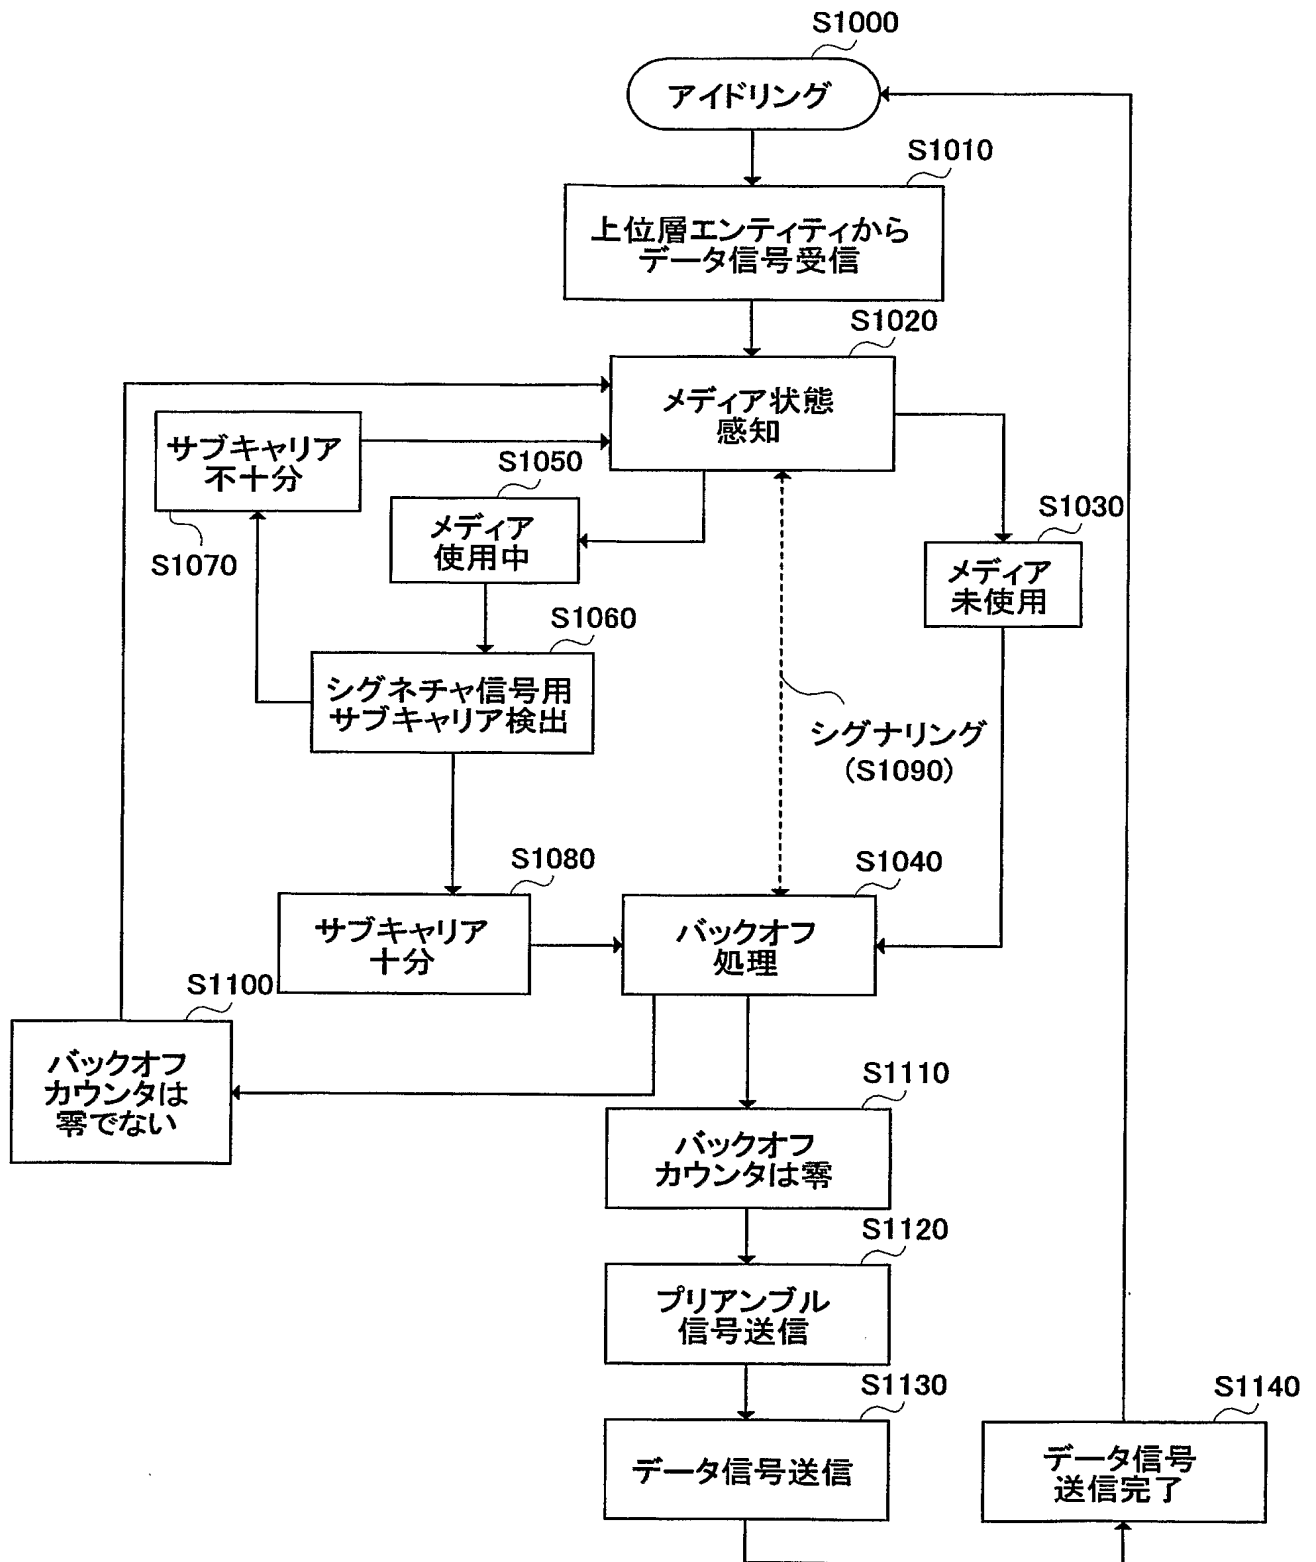 S1000
アイドリング
S1010
上位層エンティティから
データ信号受信
S1020
メディア状態
感知
サブキャリア
不十分
S1070
S1050
メディア
使用中
S1030
メディア
未使用
S1060
シグネチャ信号用
サブキャリア検出
シグナリング
（S1090）
S1080
サブキャリア
十分
S1040
バックオフ
処理
S1100
バックオフ
カウンタは
零でない
S1110
バックオフ
カウンタは零
S1120
プリアンブル
信号送信
S1130
データ信号送信
S1140
データ信号
送信完了